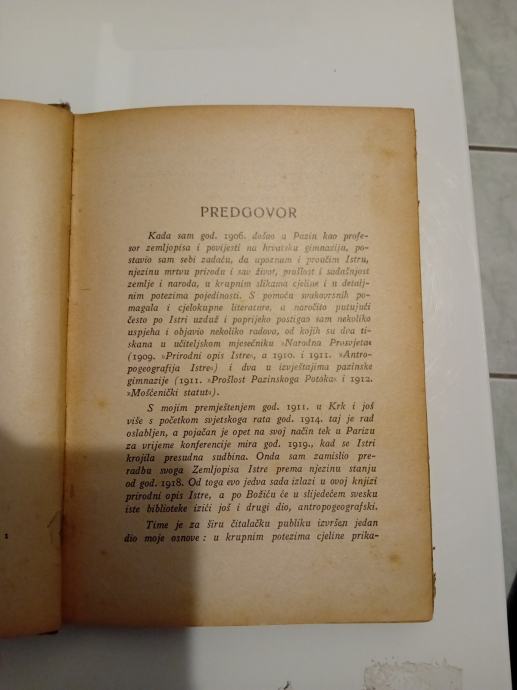 PREDGOVOR
Kada sam god. 1906. došao u Pazin kao profe-
sor zemljopisa i povijesti na hrvatsku gimnaziju, po-
stavio sam sebi zadaću, da upoznam i proučim Istru,
njezinu mrtvu prirodu i sav život, prošlost i sadašnjost
zemlje i naroda, u krupnim slikama cjeline i u detalj-
nim potezima pojedinosti. S pomoću svakovrsnih po-
magala i cjelokupne literature, a naročito putujući
često po Istri uzduž i poprijeko postigao sam nekoliko
uspjeha i objavio nekoliko radova, od kojih su dva ti-
skana u učiteljskom mjesečniku »Narodna Prosvjeta«
(1909. »Prirodni opis Istre«, a 1910. i 1911. »Antro-
pogeografija Istre«) i dva u izvještajima pazinske
gimnazije (1911. »Prošlost Pazinskoga Potoka« i 1912.
»Mošćenički statut«).
S mojim premještenjem god. 1911. u Krk i još
više s početkom svjetskoga rata god. 1914. taj je rad
oslabljen, a pojačan je opet na svoj način tek u Parizu
za vrijeme konferencije mira god. 1919., kad se Istri
krojila presudna sudbina. Onda sam zamislio pre-
radbu svoga Zemljopisa Istre prema njezinu stanju
od god. 1918. Od toga evo jedva sada izlazi u ovoj knjizi
prirodni opis Istre, a po Božiću će u slijedećem svesku
iste biblioteke izići još i drugi dio, antropogeografski.
Time je za širu čitalačku publiku izvršen jedan
dio moje osnove: u krupnim potezima cjeline prika-
1